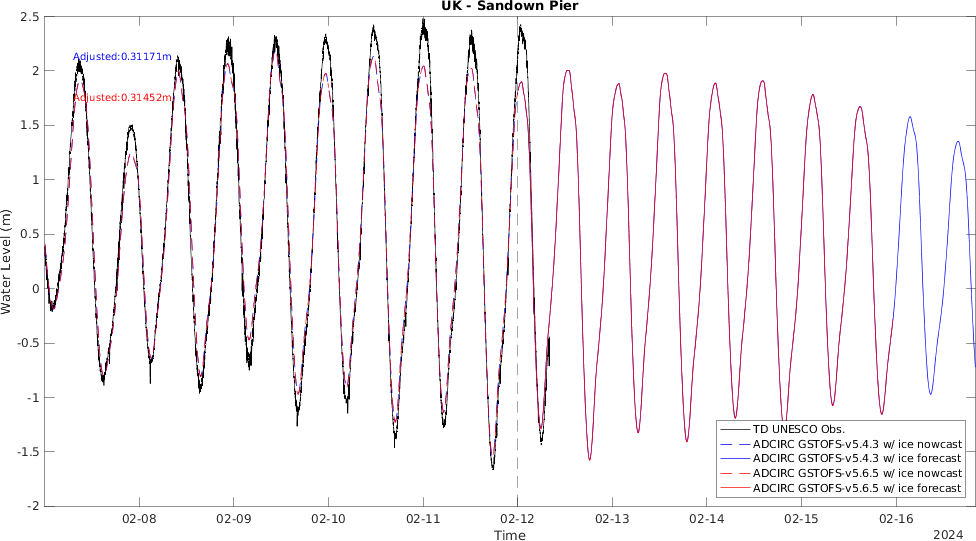 UK - Sandown Pier
2.5
2
1.5
1
0.5
0
-0.5
-1
-1.5
-2
Water Level (m)
Adjusted:0.31171m
Adjusted:0.31452m
TD UNESCO Obs.
ADCIRC GSTOFS-v5.4.3 w/ ice nowcast
ADCIRC GSTOFS-v5.4.3 w/ ice forecast
ADCIRC GSTOFS-v5.6.5 w/ ice nowcast
ADCIRC GSTOFS-v5.6.5 w/ ice forecast
02-08 02-09 02-10 02-11 02-12 02-13 02-14 02-15 02-16
Time
2024